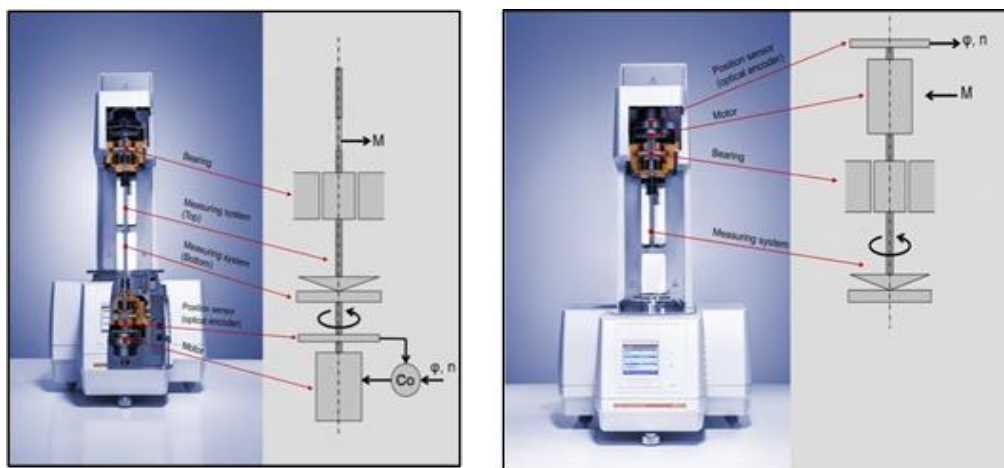 M
Bearing
Measuring system
(Top)
Measuring system
(Bottom)
Position sensor
(optical encoder)
Motor
Co
φ, n
Position sensor
(optical encoder)
φ, n
Motor
M
Bearing
Measuring system